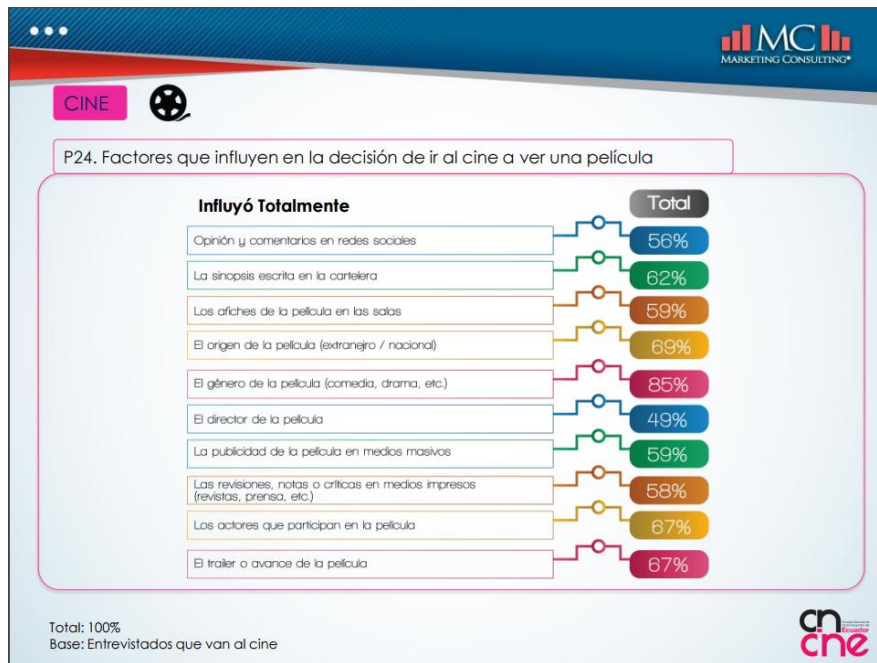 MC
MARKETING CONSULTING®
CINE
P24. Factores que influyen en la decisión de ir al cine a ver una película
Influyó Totalmente
Total
Opinión y comentarios en redes sociales
56%
La sinopsis escrita en la cartelera
62%
Los afiches de la película en las salas
59%
El origen de la película (extranejro / nacional)
69%
El género de la película (comedia, drama, etc.)
85%
El director de la película
49%
La publicidad de la película en medios masivos
59%
Las revisiones, notas o críticas en medios impresos
(revistas, prensa, etc.)
58%
Los actores que participan en la película
67%
El trailer o avance de la película
67%
Total: 100%
Base: Entrevistados que van al cine
cn
Ecuador
cne